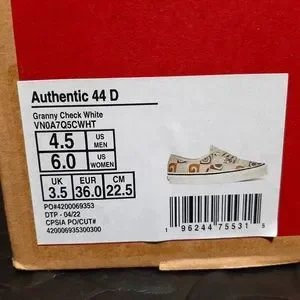 Authentic 44 D
Granny Check White
VN0A7Q5CWHT
4.5 US MEN
6.0 US WOMEN
UK EUR CM
3.5 36.0 22.5
PO#4200069353
DTP - 04/22
CPSIA PO/CUT#
420006935300300
1 96244 75531 5